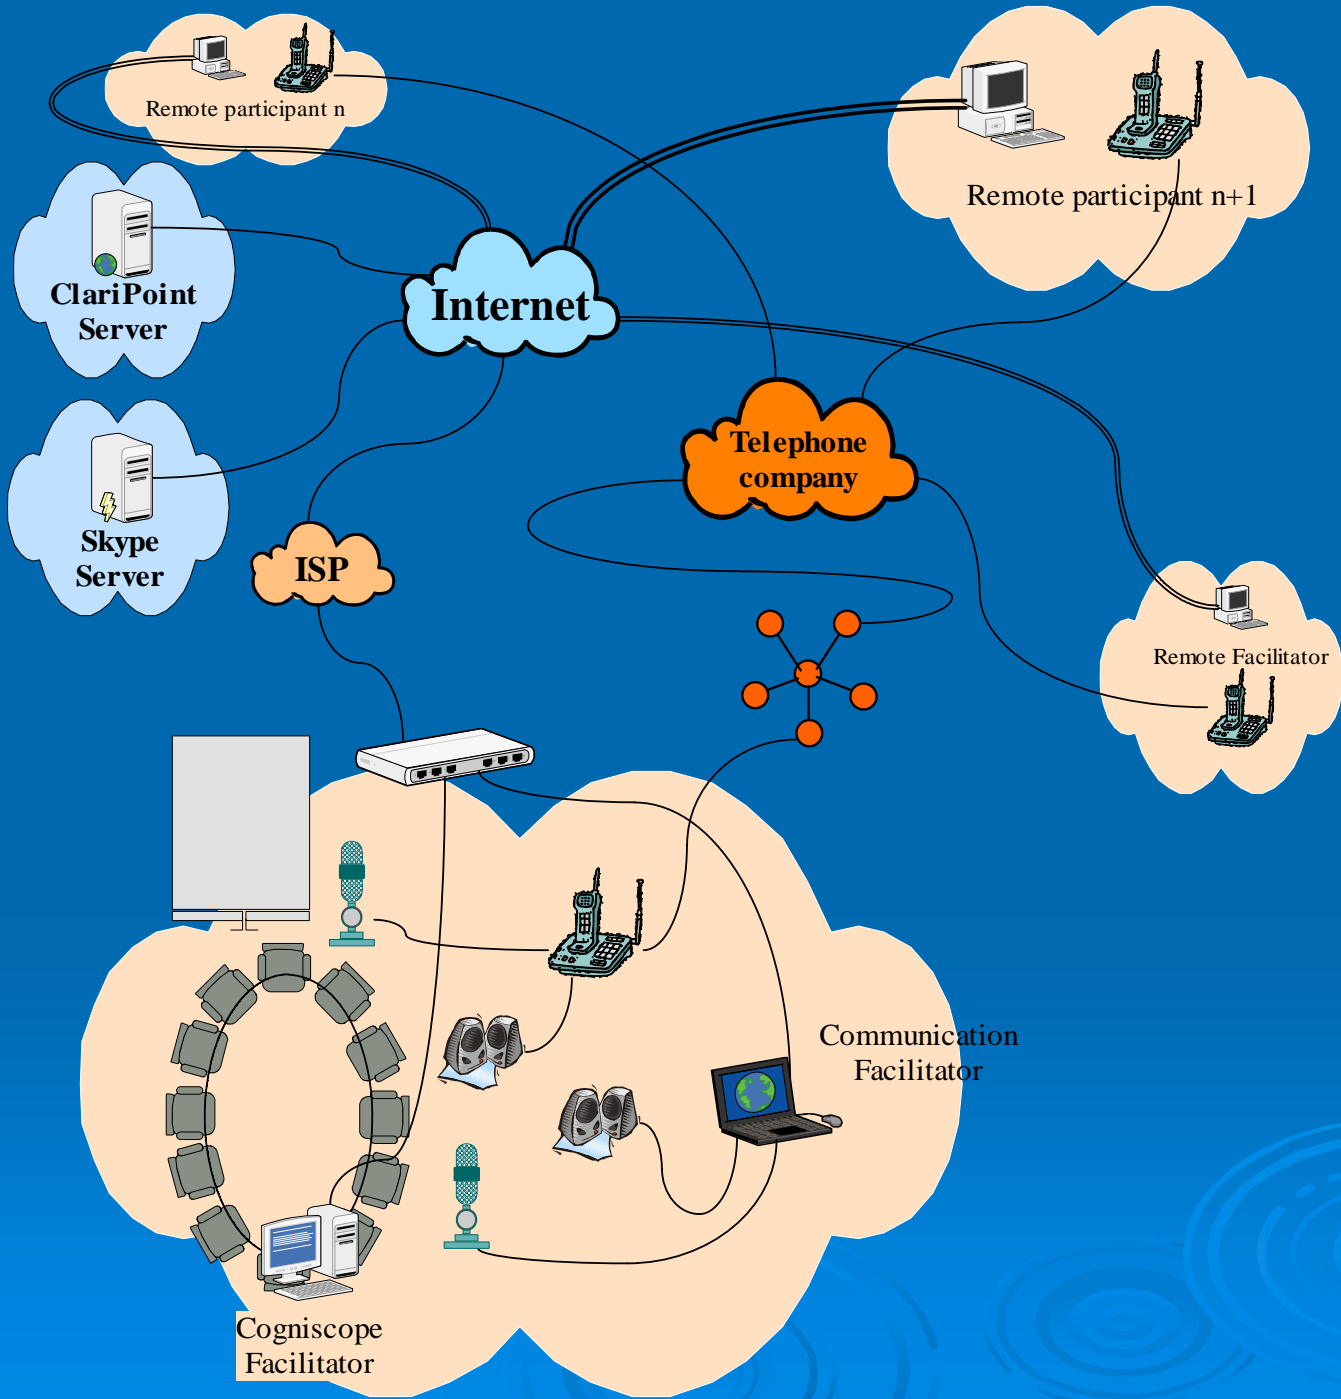 Remote participant n
Remote participant n+1
ClariPoint
Server
Internet
Telephone
company
Skype
Server
ISP
Remote Facilitator
Communication
Facilitator
Cogniscope
Facilitator